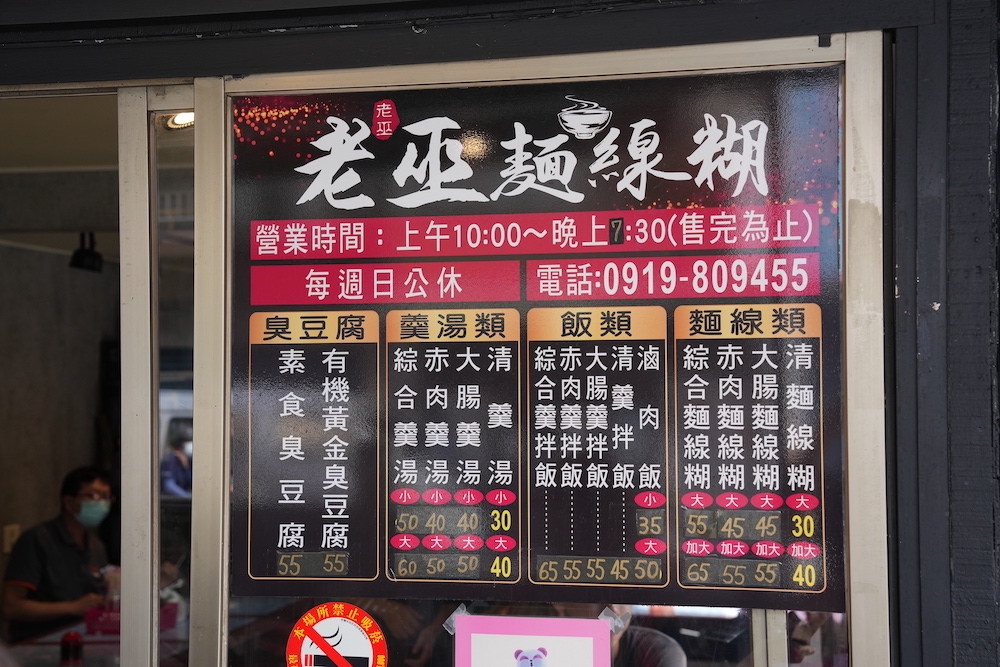 老巫
老巫麵線糊
營業時間：上午10:00～晚上7:30(售完為止)
每週日公休
電話:0919-809455
麵線類
清麵線糊 大 30 加大 40
大腸麵線糊 大 45 加大 55
赤肉麵線糊 大 45 加大 55
綜合麵線糊 大 55 加大 65
飯類
滷肉飯 小 35 大 50
清羹拌飯 45
大腸羹拌飯 55
赤肉羹拌飯 55
綜合羹拌飯 65
羹湯類
清羹湯 小 30 大 40
大腸羹湯 小 40 大 50
赤肉羹湯 小 40 大 50
綜合羹湯 小 50 大 60
臭豆腐
有機黃金臭豆腐 55
素食臭豆腐 55
本場所禁止吸菸